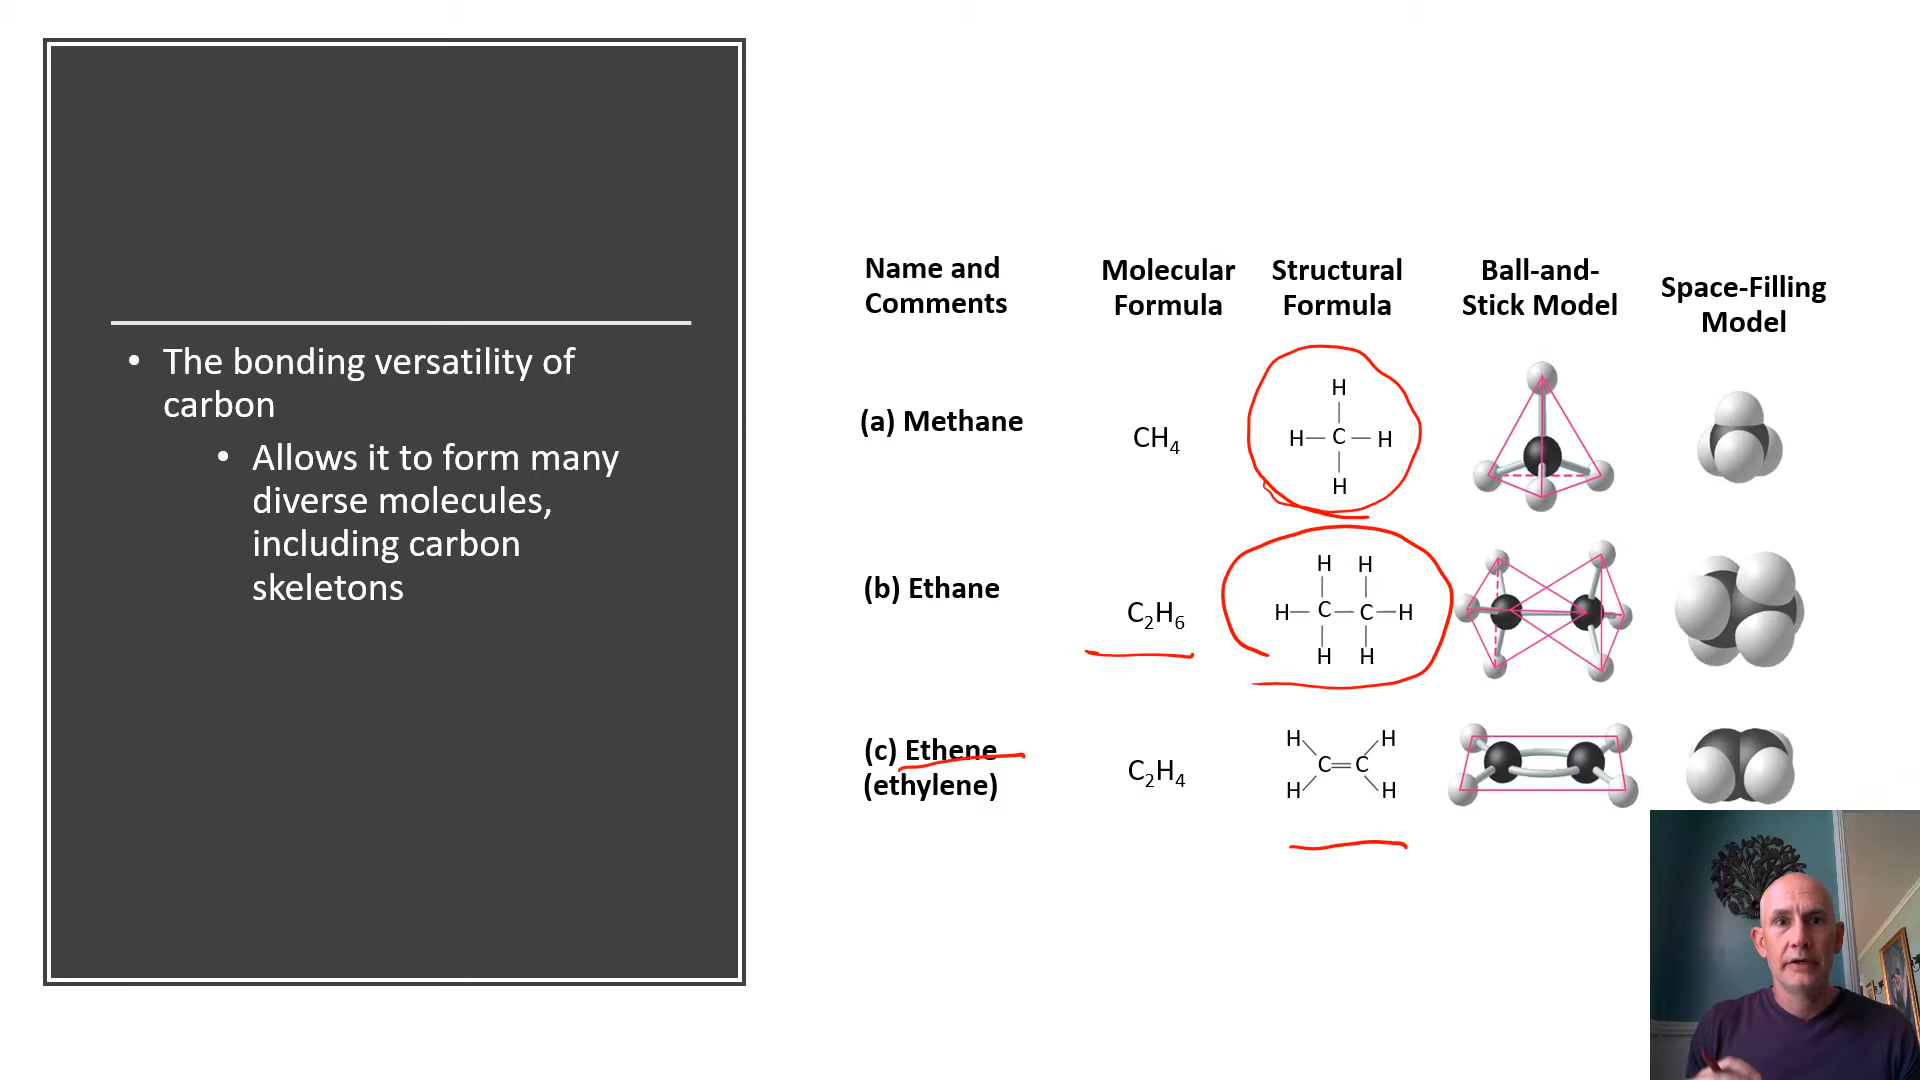 • The bonding versatility of
carbon
• Allows it to form many
diverse molecules,
including carbon
skeletons
Name and
Comments
Molecular
Formula
Structural
Formula
Ball-and-
Stick Model
Space-Filling
Model
(a) Methane
CH₄
H
H—C—H
H
(b) Ethane
C₂H₆
H H
H—C—C—H
H H
(c) Ethene
(ethylene)
C₂H₄
H H
C=C
H H